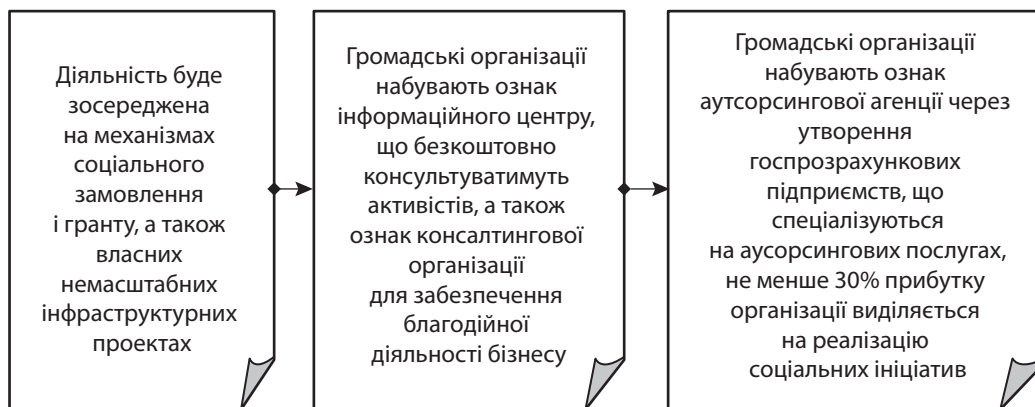 Діяльність буде
зосереджена
на механізмах
соціального
замовлення
і гранту, а також
власних
немасштабних
інфраструктурних
проектах
Громадські організації
набувають ознак
інформаційного центру,
що безкоштовно
консультуватимуть
активістів, а також
ознак консалтингової
організації
для забезпечення
благодійної
діяльності бізнесу
Громадські організації
набувають ознак
аутсорсингової агенції через
утворення
госпрозрахункових
підприємств, що
спеціалізуються
на аусорсингових послугах,
не менше 30% прибутку
організації виділяється
на реалізацію
соціальних ініціатив